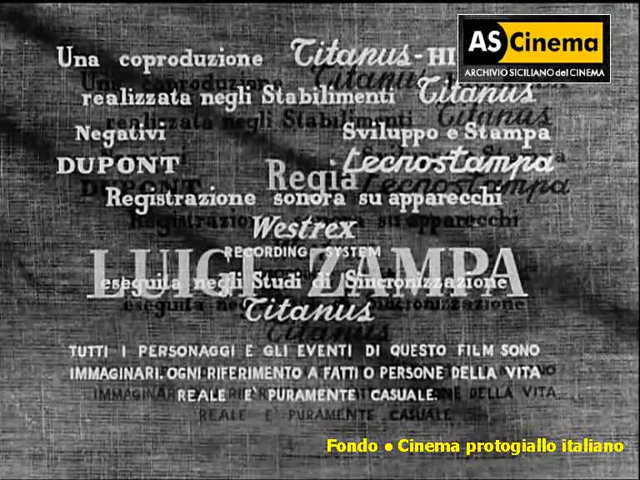 AS Cinema
ARCHIVIO SICILIANO del CINEMA
Una coproduzione Titanus - HI
realizzata negli Stabilimenti Titanus
Negativi Sviluppo e Stampa
DUPONT Tecnostampa
Regia
Registrazione sonora su apparecchi
Westrex
RECORDING SYSTEM
LUIGI ZAMPA
eseguita negli Studi di Sincronizzazione
Titanus
TUTTI I PERSONAGGI E GLI EVENTI DI QUESTO FILM SONO
IMMAGINARI. OGNI RIFERIMENTO A FATTI O PERSONE DELLA VITA
REALE E' PURAMENTE CASUALE.
Fondo ● Cinema protogiallo italiano